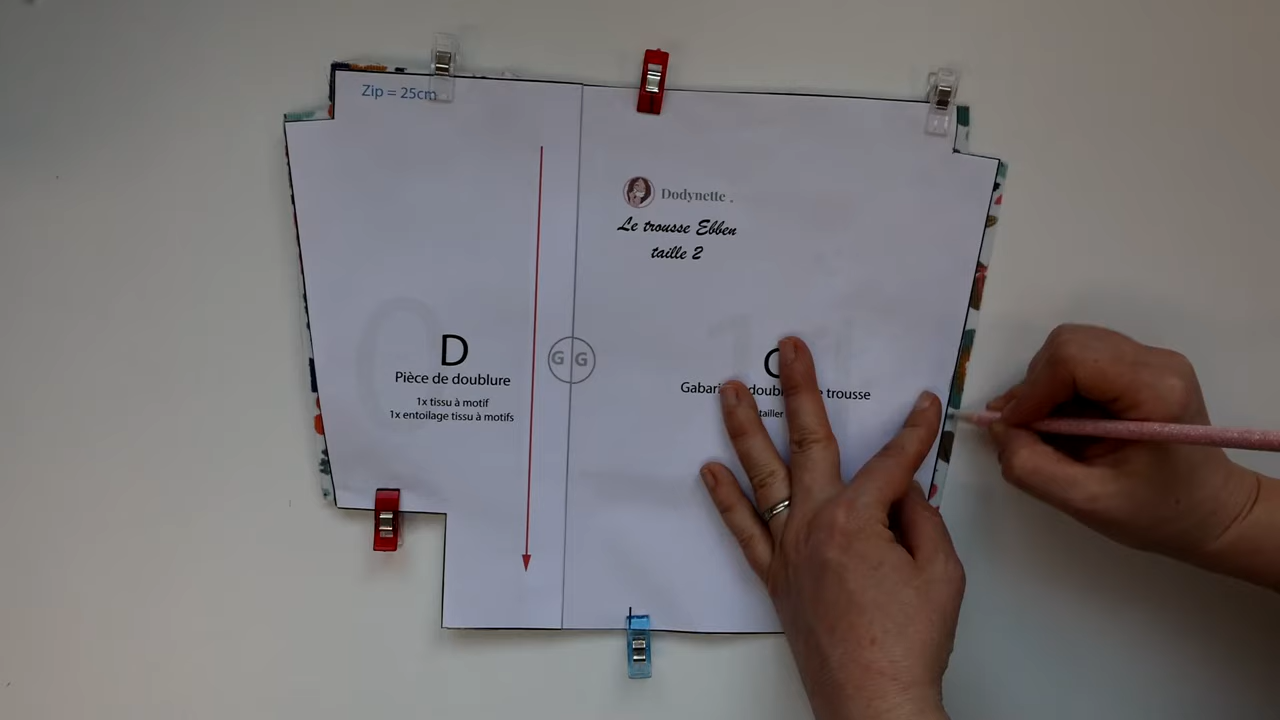 Zip = 25cm
Dodynette .
Le trousse Ebben
taille 2
D
Pièce de doublure
1x tissu à motif
1x entoilage tissu à motifs
G G
trousse
tailler